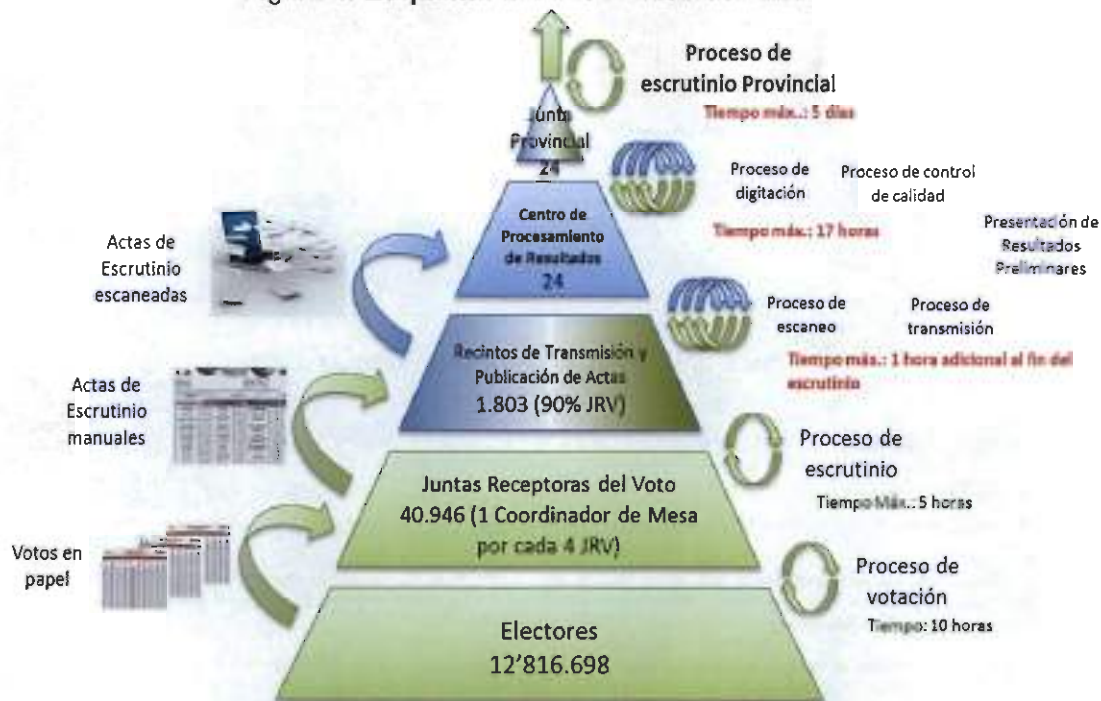 Proceso de
escrutinio Provincial
Tiempo máx..: 5 días
Junta
Provincial
24
Proceso de
digitación
Proceso de control
de calidad
Tiempo máx.: 17 horas
Presentación de
Resultados
Preliminares
Centro de
Procesamiento
de Resultados
24
Actas de
Escrutinio
escaneadas
Proceso de
escaneo
Proceso de
transmisión
Tiempo máx.: 1 hora adicional al fin del
escrutinio
Recintos de Transmisión y
Publicación de Actas
1.803 (90% JRV)
Actas de
Escrutinio
manuales
Proceso de
escrutinio
Tiempo Máx.: 5 horas
Juntas Receptoras del Voto
40.946 (1 Coordinador de Mesa
por cada 4 JRV)
Votos en
papel
Proceso de
votación
Tiempo: 10 horas
Electores
12'816.698